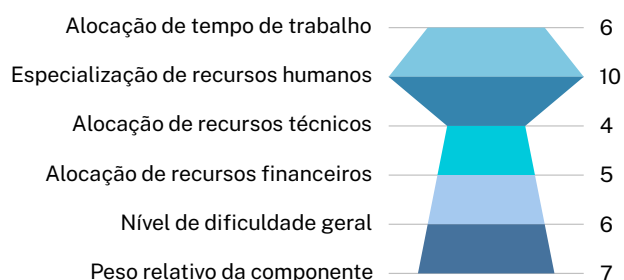 Alocação de tempo de trabalho 6
Especialização de recursos humanos 10
Alocação de recursos técnicos 4
Alocação de recursos financeiros 5
Nível de dificuldade geral 6
Peso relativo da componente 7